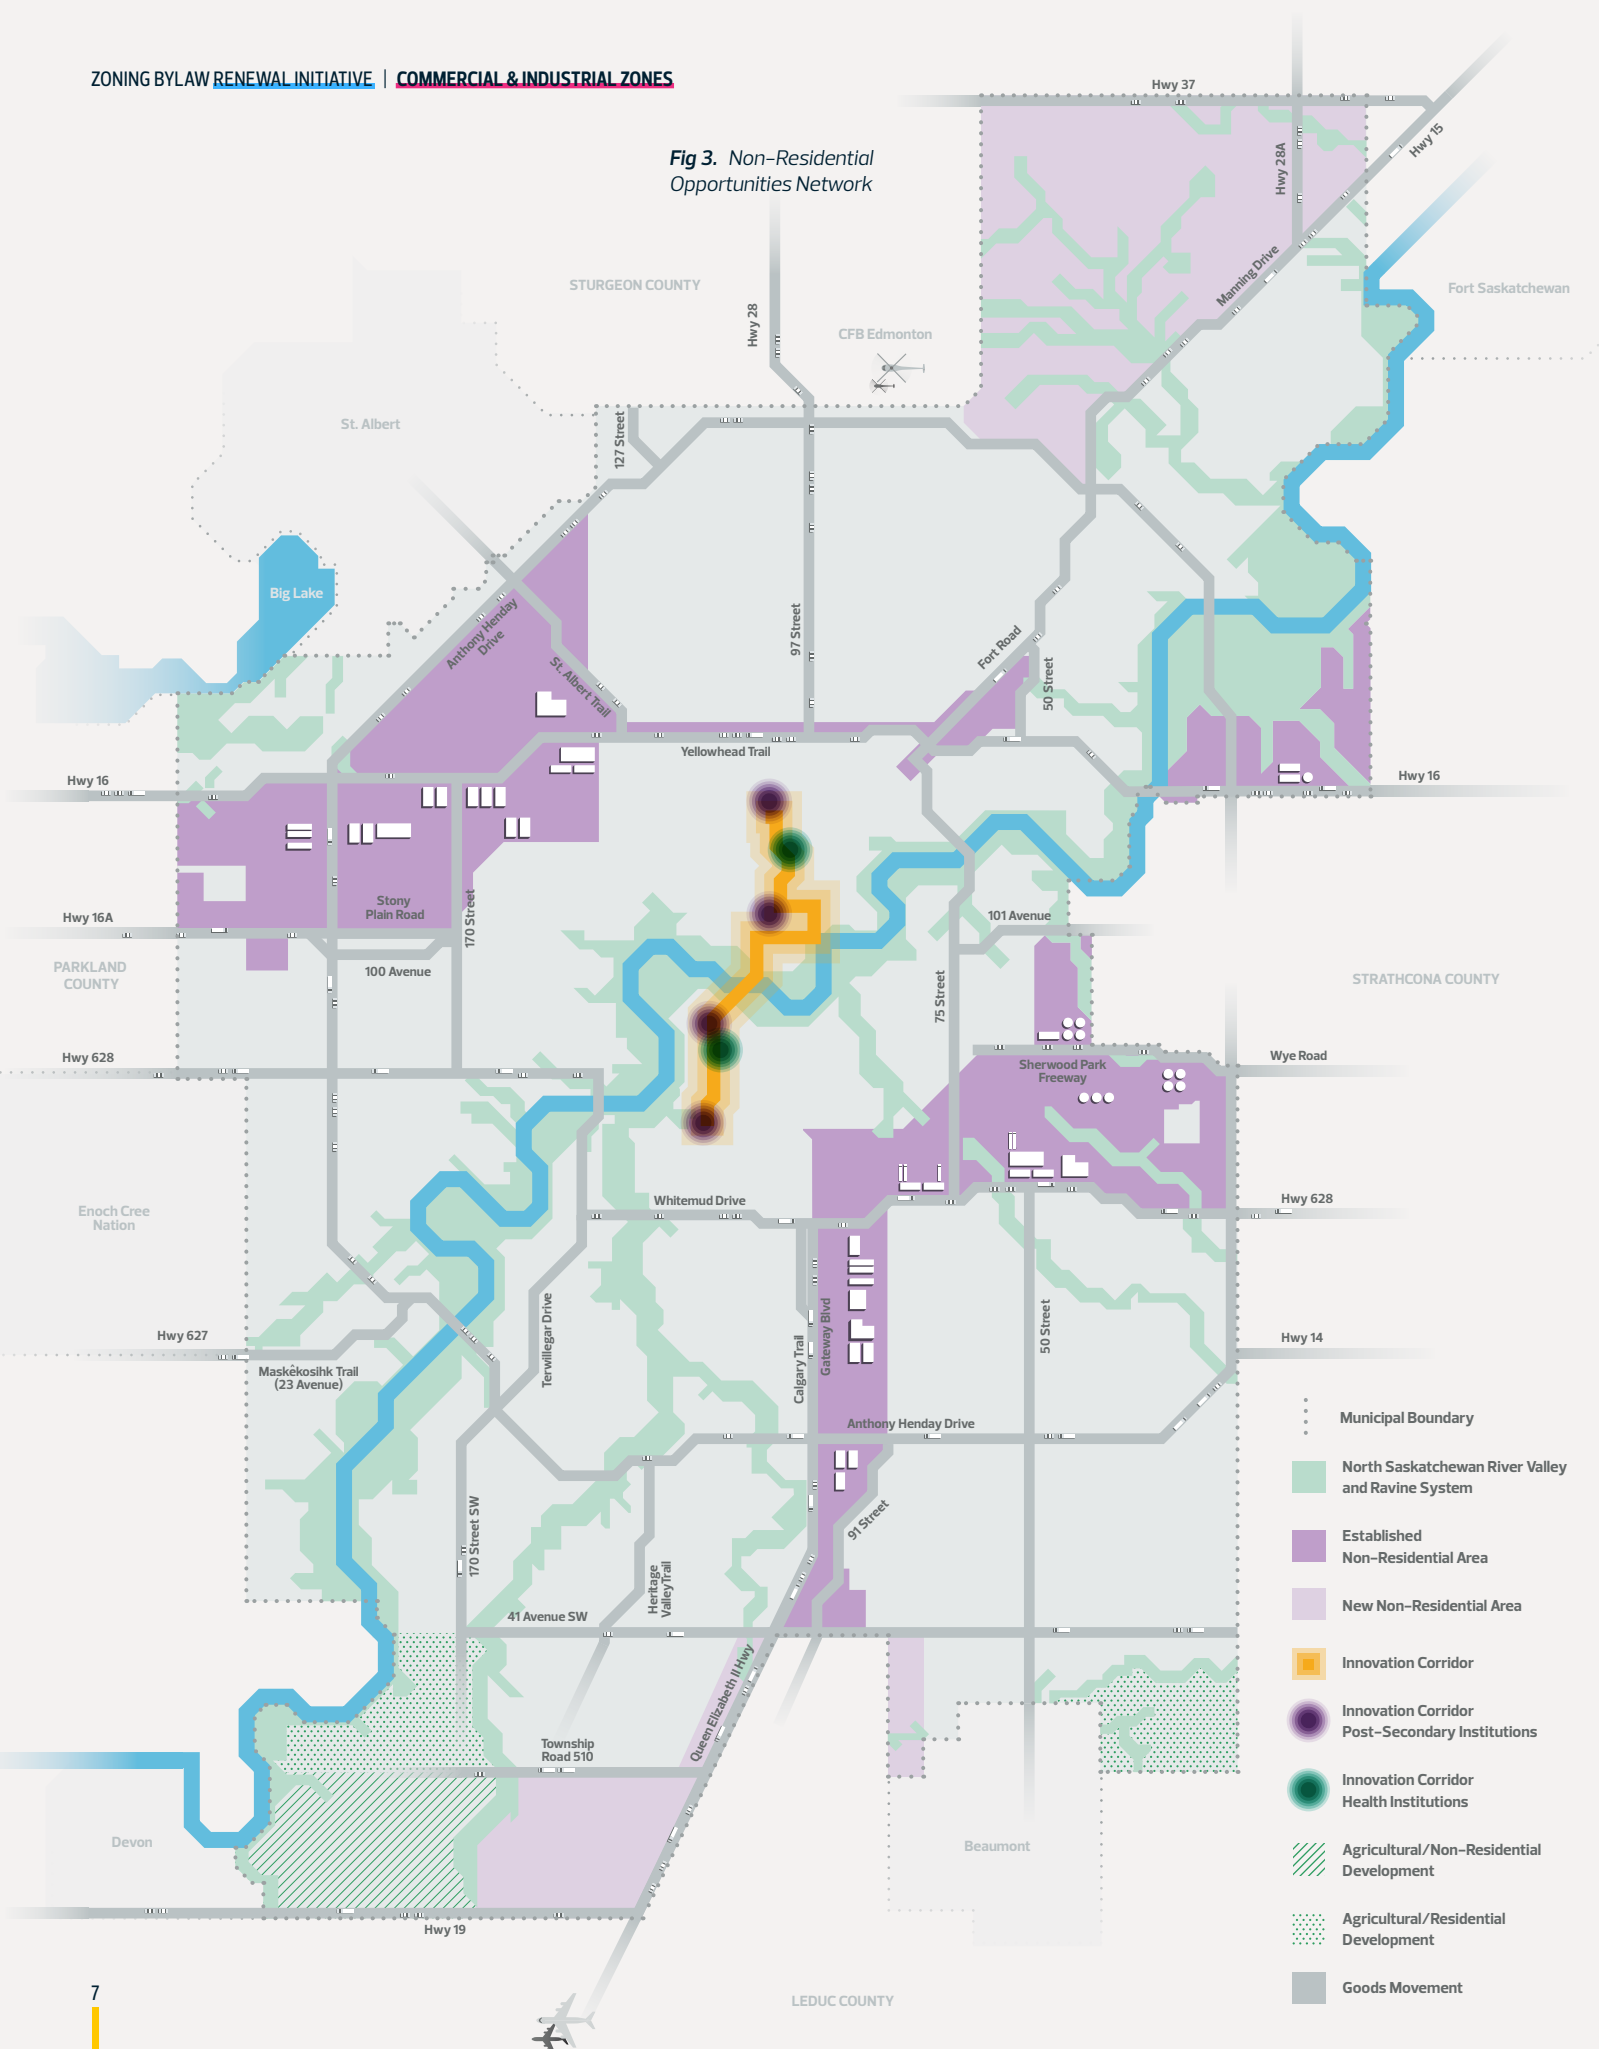 ZONING BYLAW RENEWAL INITIATIVE | COMMERCIAL & INDUSTRIAL ZONES
Fig 3. Non-Residential
Opportunities Network
Hwy 37
Hwy 28A
Hwy 15
Manning Drive
STURGEON COUNTY
Hwy 28
CFB Edmonton
Fort Saskatchewan
St. Albert
127 Street
Big Lake
Anthony Henday
Drive
St. Albert Trail
97 Street
Fort Road
50 Street
Yellowhead Trail
Hwy 16
Hwy 16
Stony
Plain Road
170 Street
Hwy 16A
100 Avenue
101 Avenue
PARKLAND
COUNTY
75 Street
STRATHCONA COUNTY
Hwy 628
Sherwood Park
Freeway
Wye Road
Enoch Cree
Nation
Whitemud Drive
Hwy 628
Hwy 627
Maskêkosihk Trail
(23 Avenue)
Terwillegar Drive
Calgary Trail
Gateway Blvd
50 Street
Hwy 14
Anthony Henday Drive
91 Street
170 Street SW
Heritage
Valley Trail
41 Avenue SW
Queen Elizabeth II Hwy
Township
Road 510
Devon
Beaumont
Hwy 19
LEDUC COUNTY
Municipal Boundary
North Saskatchewan River Valley
and Ravine System
Established
Non-Residential Area
New Non-Residential Area
Innovation Corridor
Innovation Corridor
Post-Secondary Institutions
Innovation Corridor
Health Institutions
Agricultural/Non-Residential
Development
Agricultural/Residential
Development
Goods Movement
7